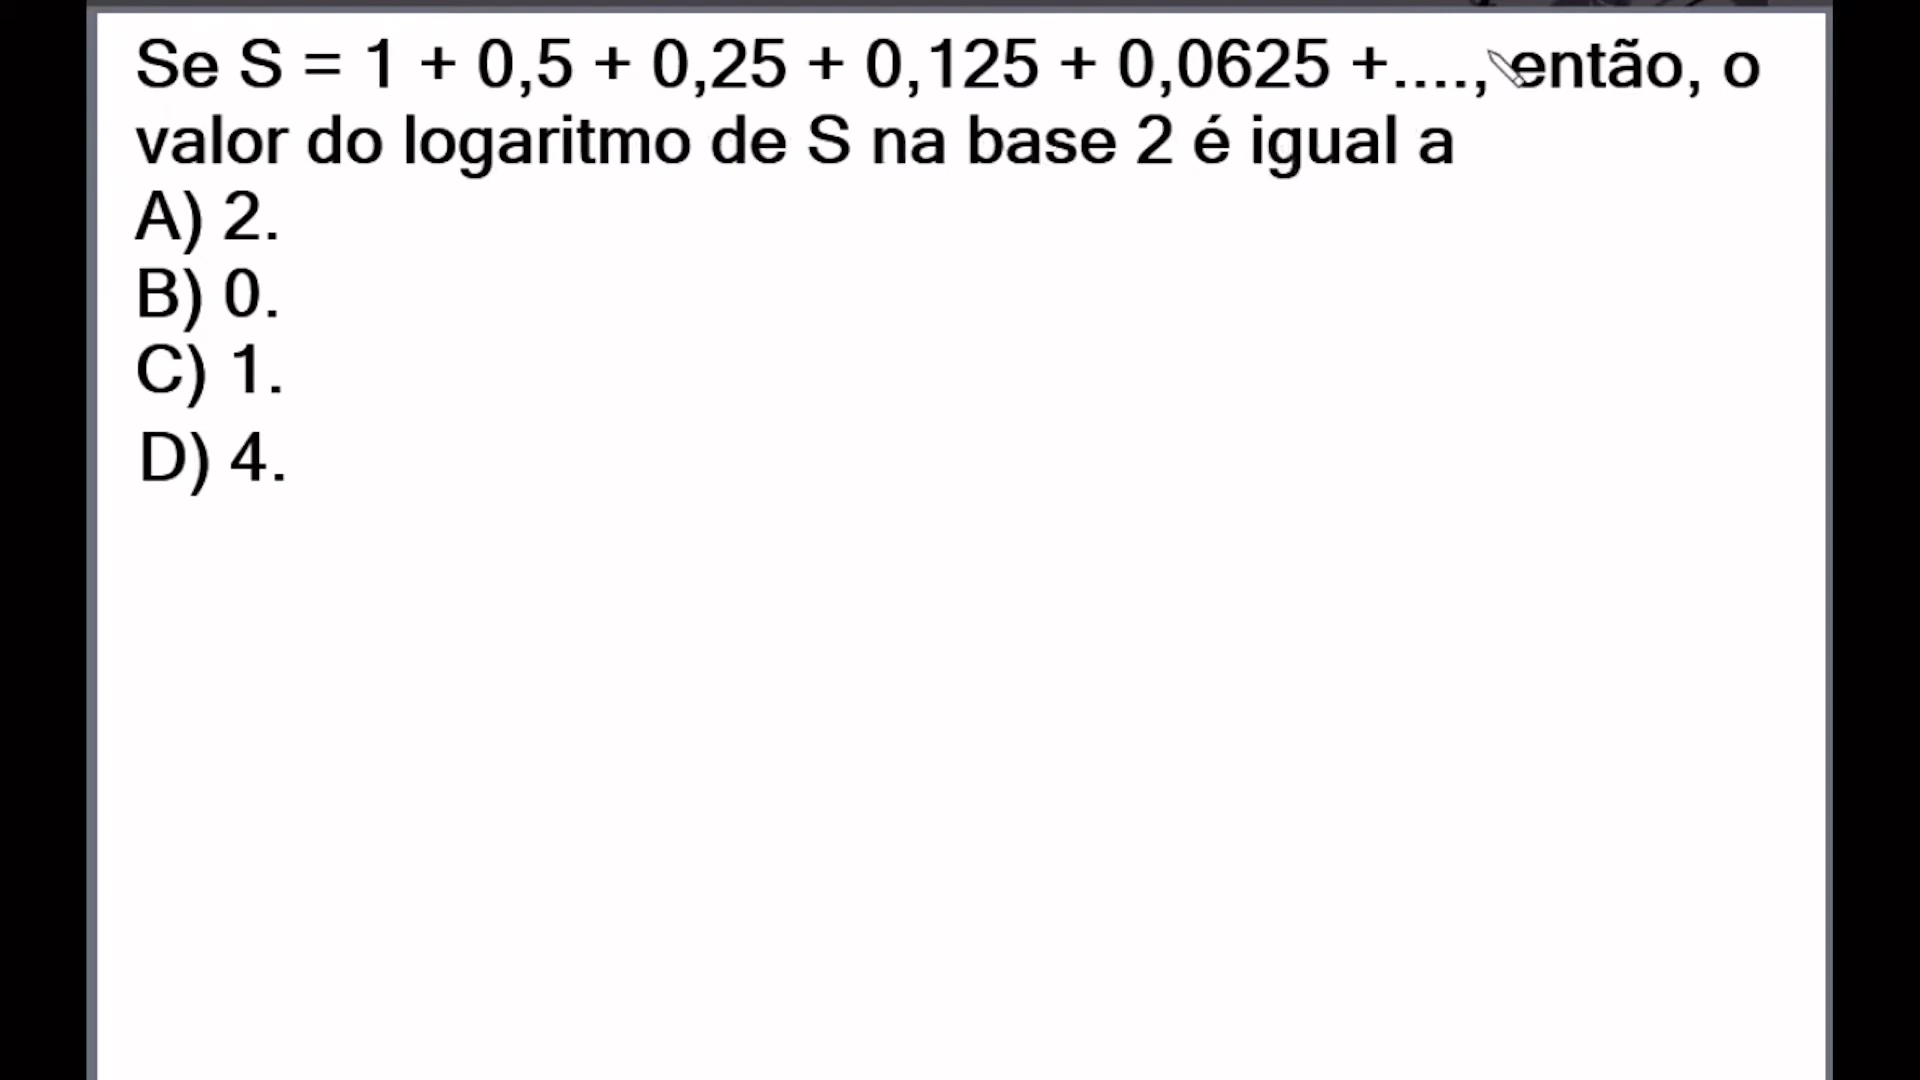 Se S = 1 + 0,5 + 0,25 + 0,125 + 0,0625 +...., então, o
valor do logaritmo de S na base 2 é igual a
A) 2.
B) 0.
C) 1.
D) 4.